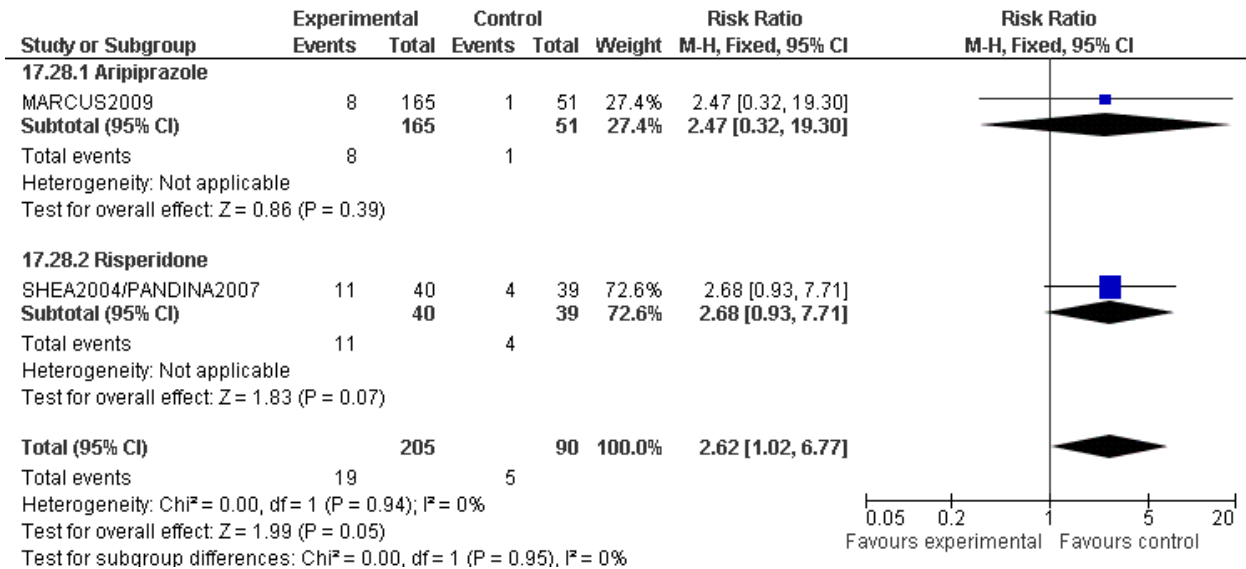 Experimental Control Risk Ratio Risk Ratio
Study or Subgroup Events Total Events Total Weight M-H, Fixed, 95% CI M-H, Fixed, 95% CI
17.28.1 Aripiprazole
MARCUS2009 8 165 1 51 27.4% 2.47 [0.32, 19.30]
Subtotal (95% CI) 165 51 27.4% 2.47 [0.32, 19.30]
Total events 8 1
Heterogeneity: Not applicable
Test for overall effect: Z = 0.86 (P = 0.39)
17.28.2 Risperidone
SHEA2004/PANDINA2007 11 40 4 39 72.6% 2.68 [0.93, 7.71]
Subtotal (95% CI) 40 39 72.6% 2.68 [0.93, 7.71]
Total events 11 4
Heterogeneity: Not applicable
Test for overall effect: Z = 1.83 (P = 0.07)
Total (95% CI) 205 90 100.0% 2.62 [1.02, 6.77]
Total events 19 5
Heterogeneity: Chi² = 0.00, df = 1 (P = 0.94); I² = 0%
Test for overall effect: Z = 1.99 (P = 0.05)
Test for subgroup differences: Chi² = 0.00, df = 1 (P = 0.95), I² = 0%
0.05 0.2 1 5 20
Favours experimental Favours control